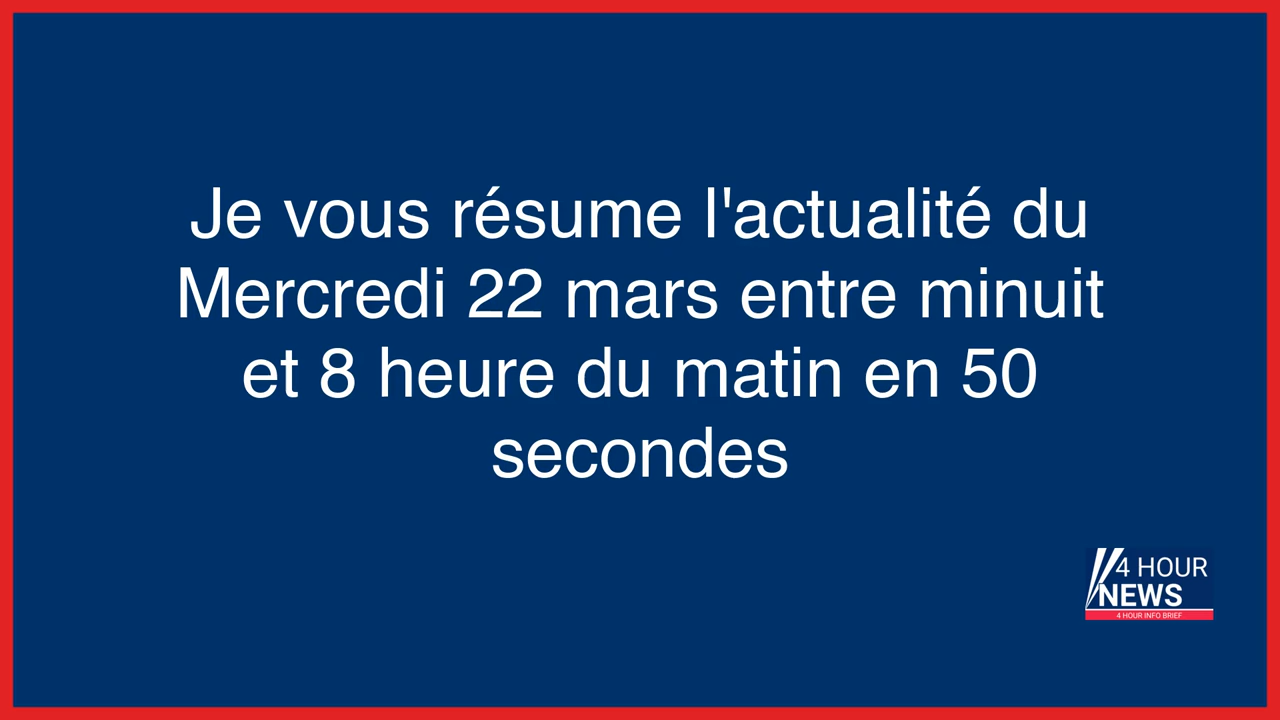 Je vous résume l'actualité du
Mercredi 22 mars entre minuit
et 8 heure du matin en 50
secondes
4 HOUR
NEWS
4 HOUR INFO BRIEF